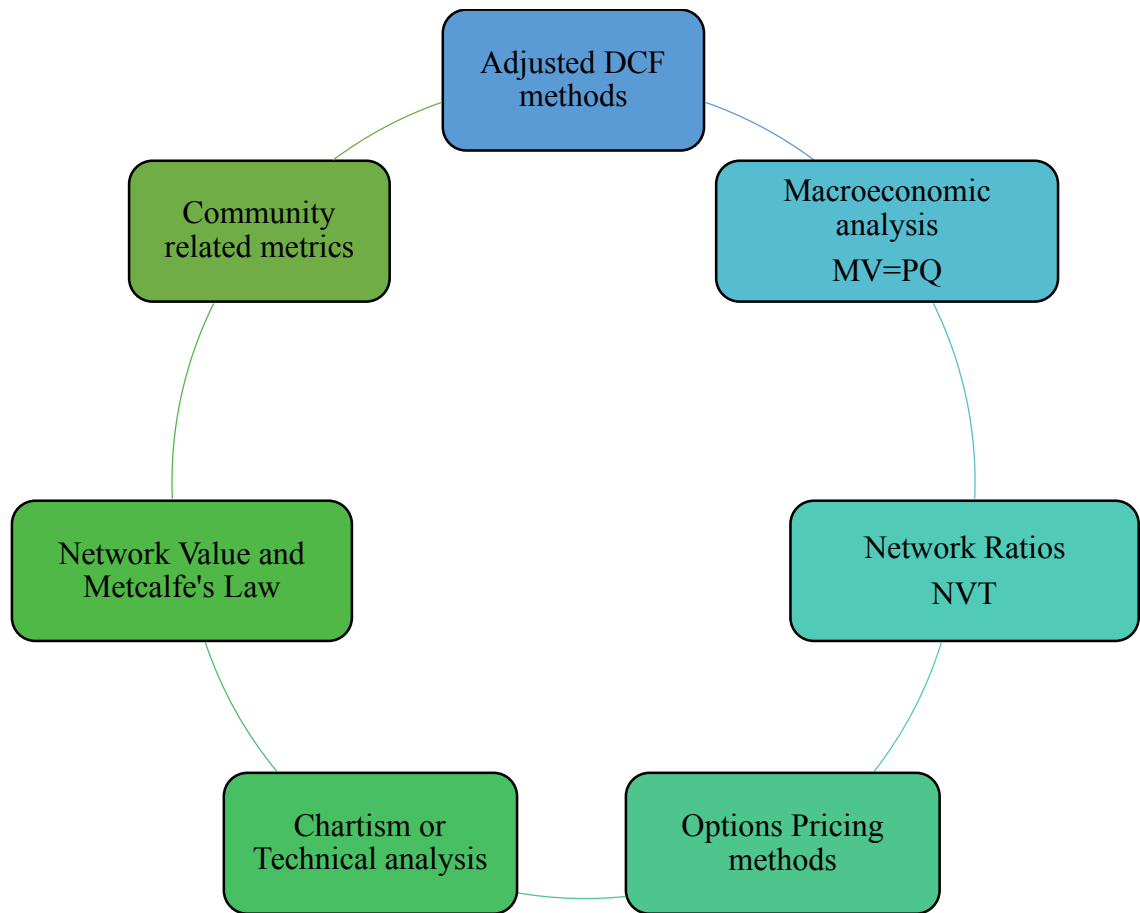 Adjusted DCF
methods
Macroeconomic
analysis
MV=PQ
Network Ratios
NVT
Options Pricing
methods
Chartism or
Technical analysis
Network Value and
Metcalfe's Law
Community
related metrics